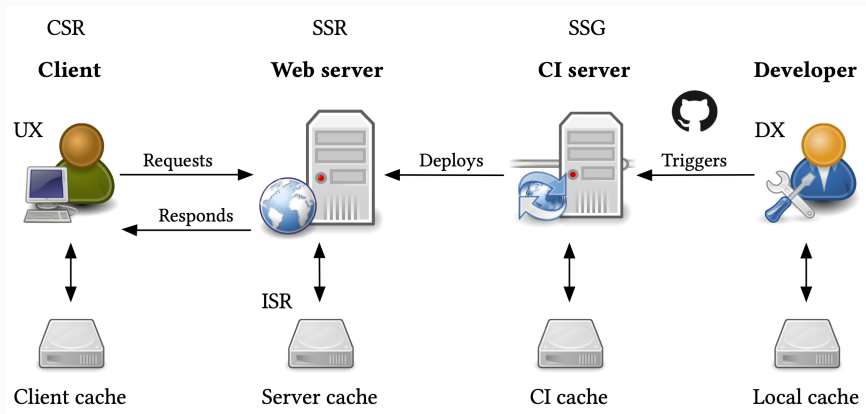 CSR
SSR
SSG
Client
Web server
CI server
Developer
UX
DX
Requests
Deploys
Triggers
Responds
ISR
Client cache
Server cache
CI cache
Local cache